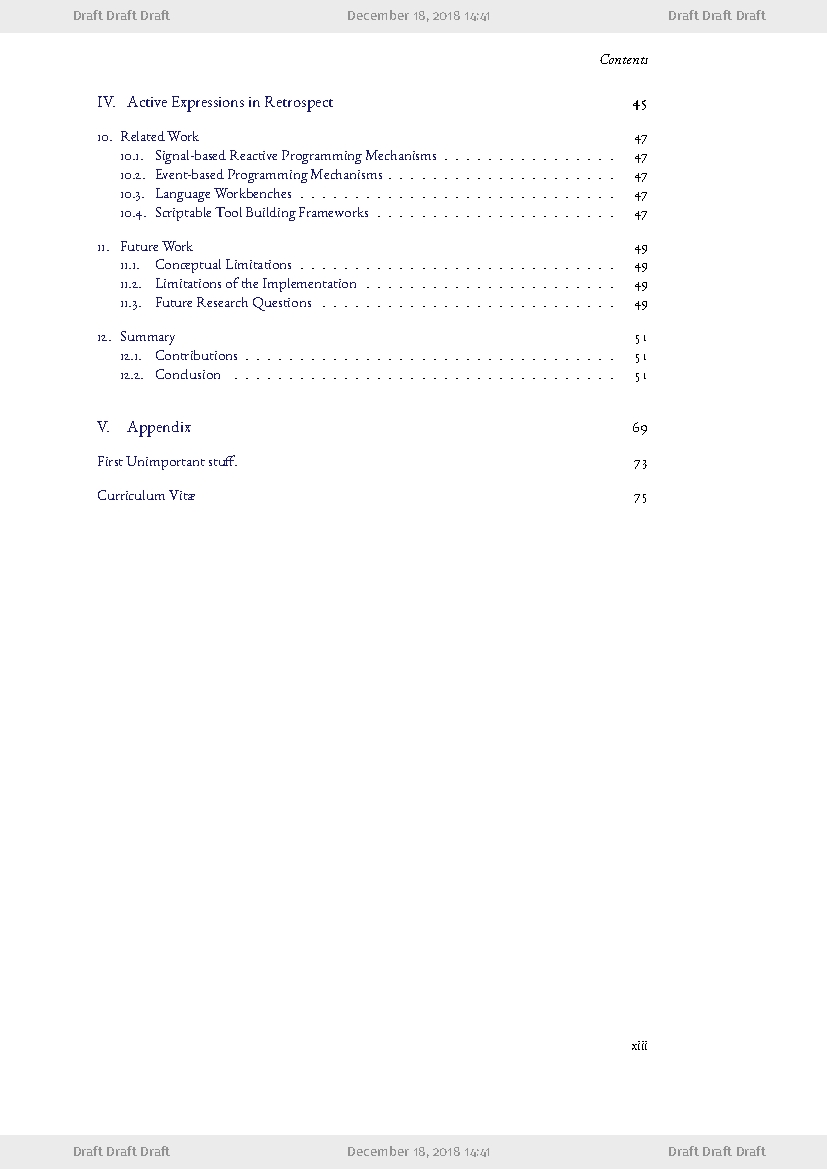 Draft Draft Draft December 18, 2018 14:41 Draft Draft Draft
Contents
IV. Active Expressions in Retrospect 45
10. Related Work 47
10.1. Signal-based Reactive Programming Mechanisms . . . . . . . . . . . . . . . . 47
10.2. Event-based Programming Mechanisms . . . . . . . . . . . . . . . . . . . . . 47
10.3. Language Workbenches . . . . . . . . . . . . . . . . . . . . . . . . . . . . . 47
10.4. Scriptable Tool Building Frameworks . . . . . . . . . . . . . . . . . . . . . . 47
11. Future Work 49
11.1. Conceptual Limitations . . . . . . . . . . . . . . . . . . . . . . . . . . . . . 49
11.2. Limitations of the Implementation . . . . . . . . . . . . . . . . . . . . . . . 49
11.3. Future Research Questions . . . . . . . . . . . . . . . . . . . . . . . . . . . 49
12. Summary 51
12.1. Contributions . . . . . . . . . . . . . . . . . . . . . . . . . . . . . . . . . . 51
12.2. Conclusion . . . . . . . . . . . . . . . . . . . . . . . . . . . . . . . . . . . 51
V. Appendix 69
First Unimportant stuff. 73
Curriculum Vitæ 75
xiii
Draft Draft Draft December 18, 2018 14:41 Draft Draft Draft